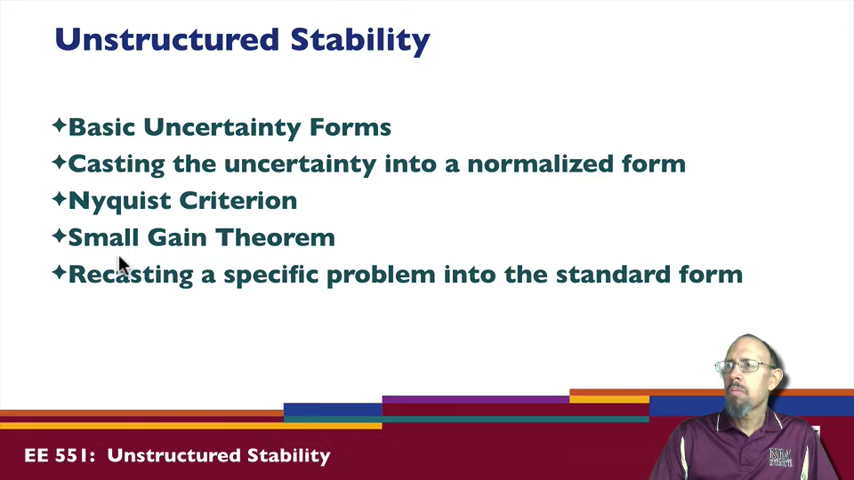 Unstructured Stability
✦Basic Uncertainty Forms
✦Casting the uncertainty into a normalized form
✦Nyquist Criterion
✦Small Gain Theorem
✦Recasting a specific problem into the standard form
EE 551: Unstructured Stability